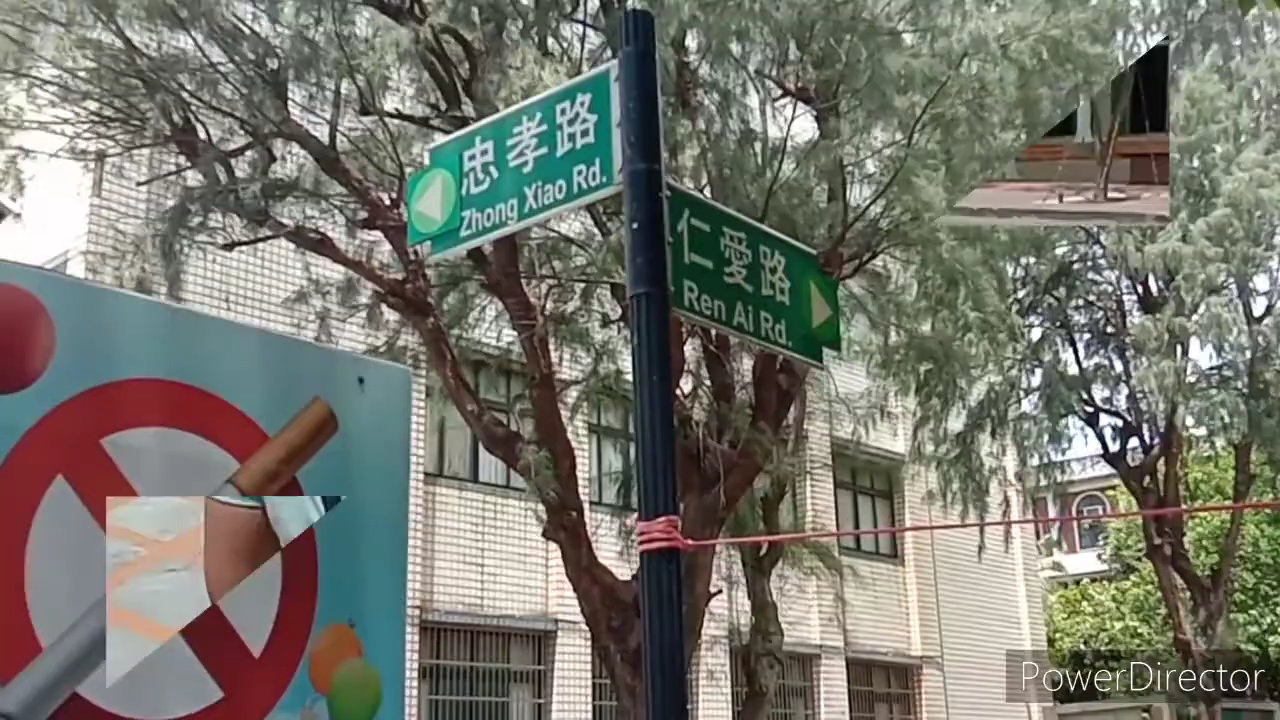 忠孝路
Zhong Xiao Rd.
仁愛路
Ren Ai Rd.
PowerDirector